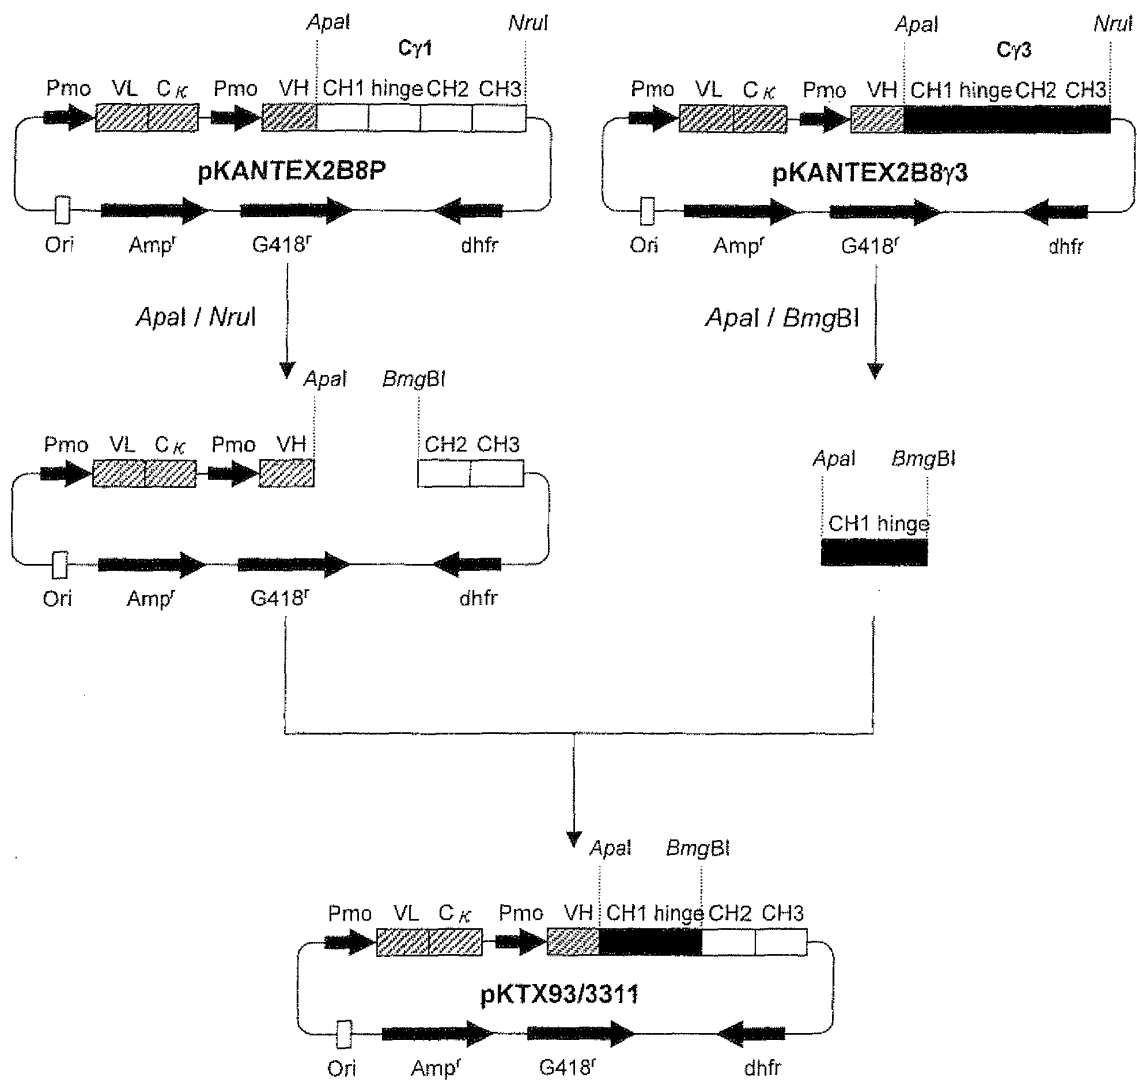 ApaI NruI ApaI NruI
Cγ1 Cγ3
Pmo VL Cκ Pmo VH CH1 hinge CH2 CH3 Pmo VL Cκ Pmo VH CH1 hinge CH2 CH3
pKANTEX2B8P pKANTEX2B8γ3
Ori Ampʳ G418ʳ dhfr Ori Ampʳ G418ʳ dhfr
ApaI / NruI ApaI / BmgBI
ApaI BmgBI
Pmo VL Cκ Pmo VH CH2 CH3
ApaI BmgBI
CH1 hinge
Ori Ampʳ G418ʳ dhfr
ApaI BmgBI
Pmo VL Cκ Pmo VH CH1 hinge CH2 CH3
pKTX93/3311
Ori Ampʳ G418ʳ dhfr